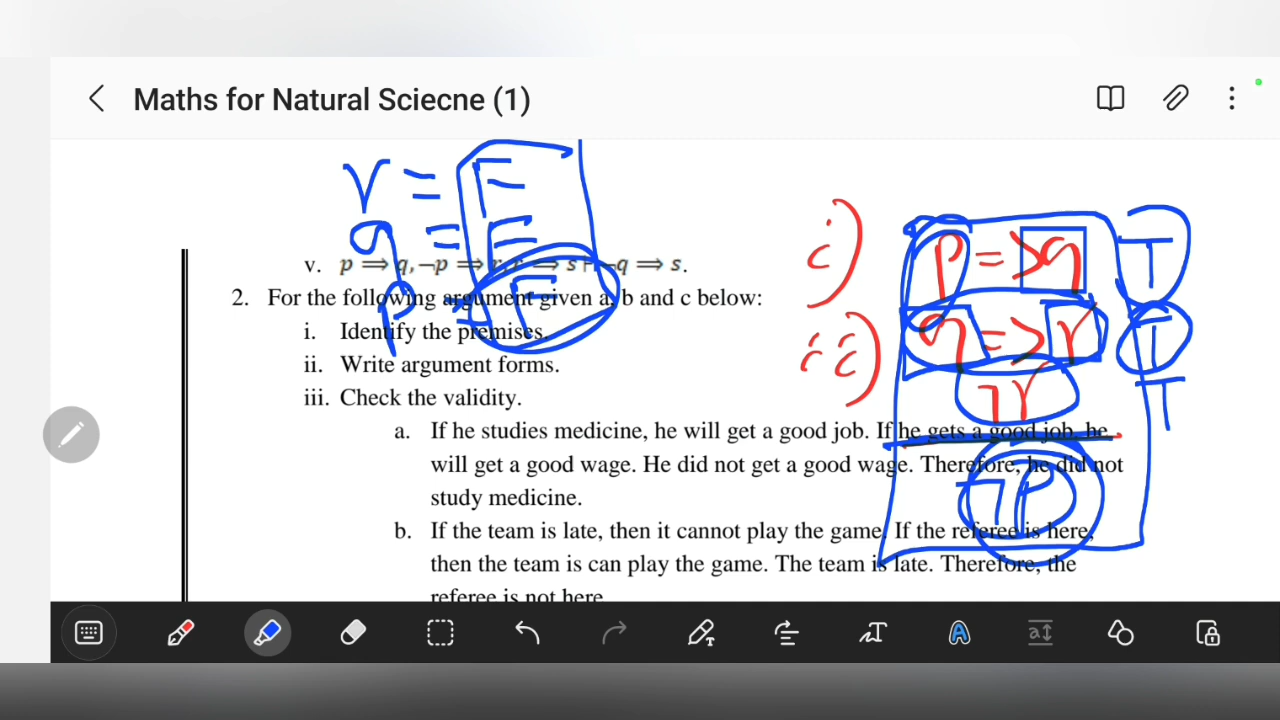 Maths for Natural Sciecne (1)
r = F
q = F
p = F
i) p => q T
v. p ⟹ q, ¬p ⟹ r, r ⟹ s ⊢ ¬q ⟹ s.
2. For the following argument given a, b and c below:
i. Identify the premises.
ii) q => r T
ii. Write argument forms.
¬r T
iii. Check the validity.
a. If he studies medicine, he will get a good job. If he gets a good job, he
will get a good wage. He did not get a good wage. Therefore, he did not
¬p
study medicine.
b. If the team is late, then it cannot play the game. If the referee is here,
then the team is can play the game. The team is late. Therefore, the
referee is not here